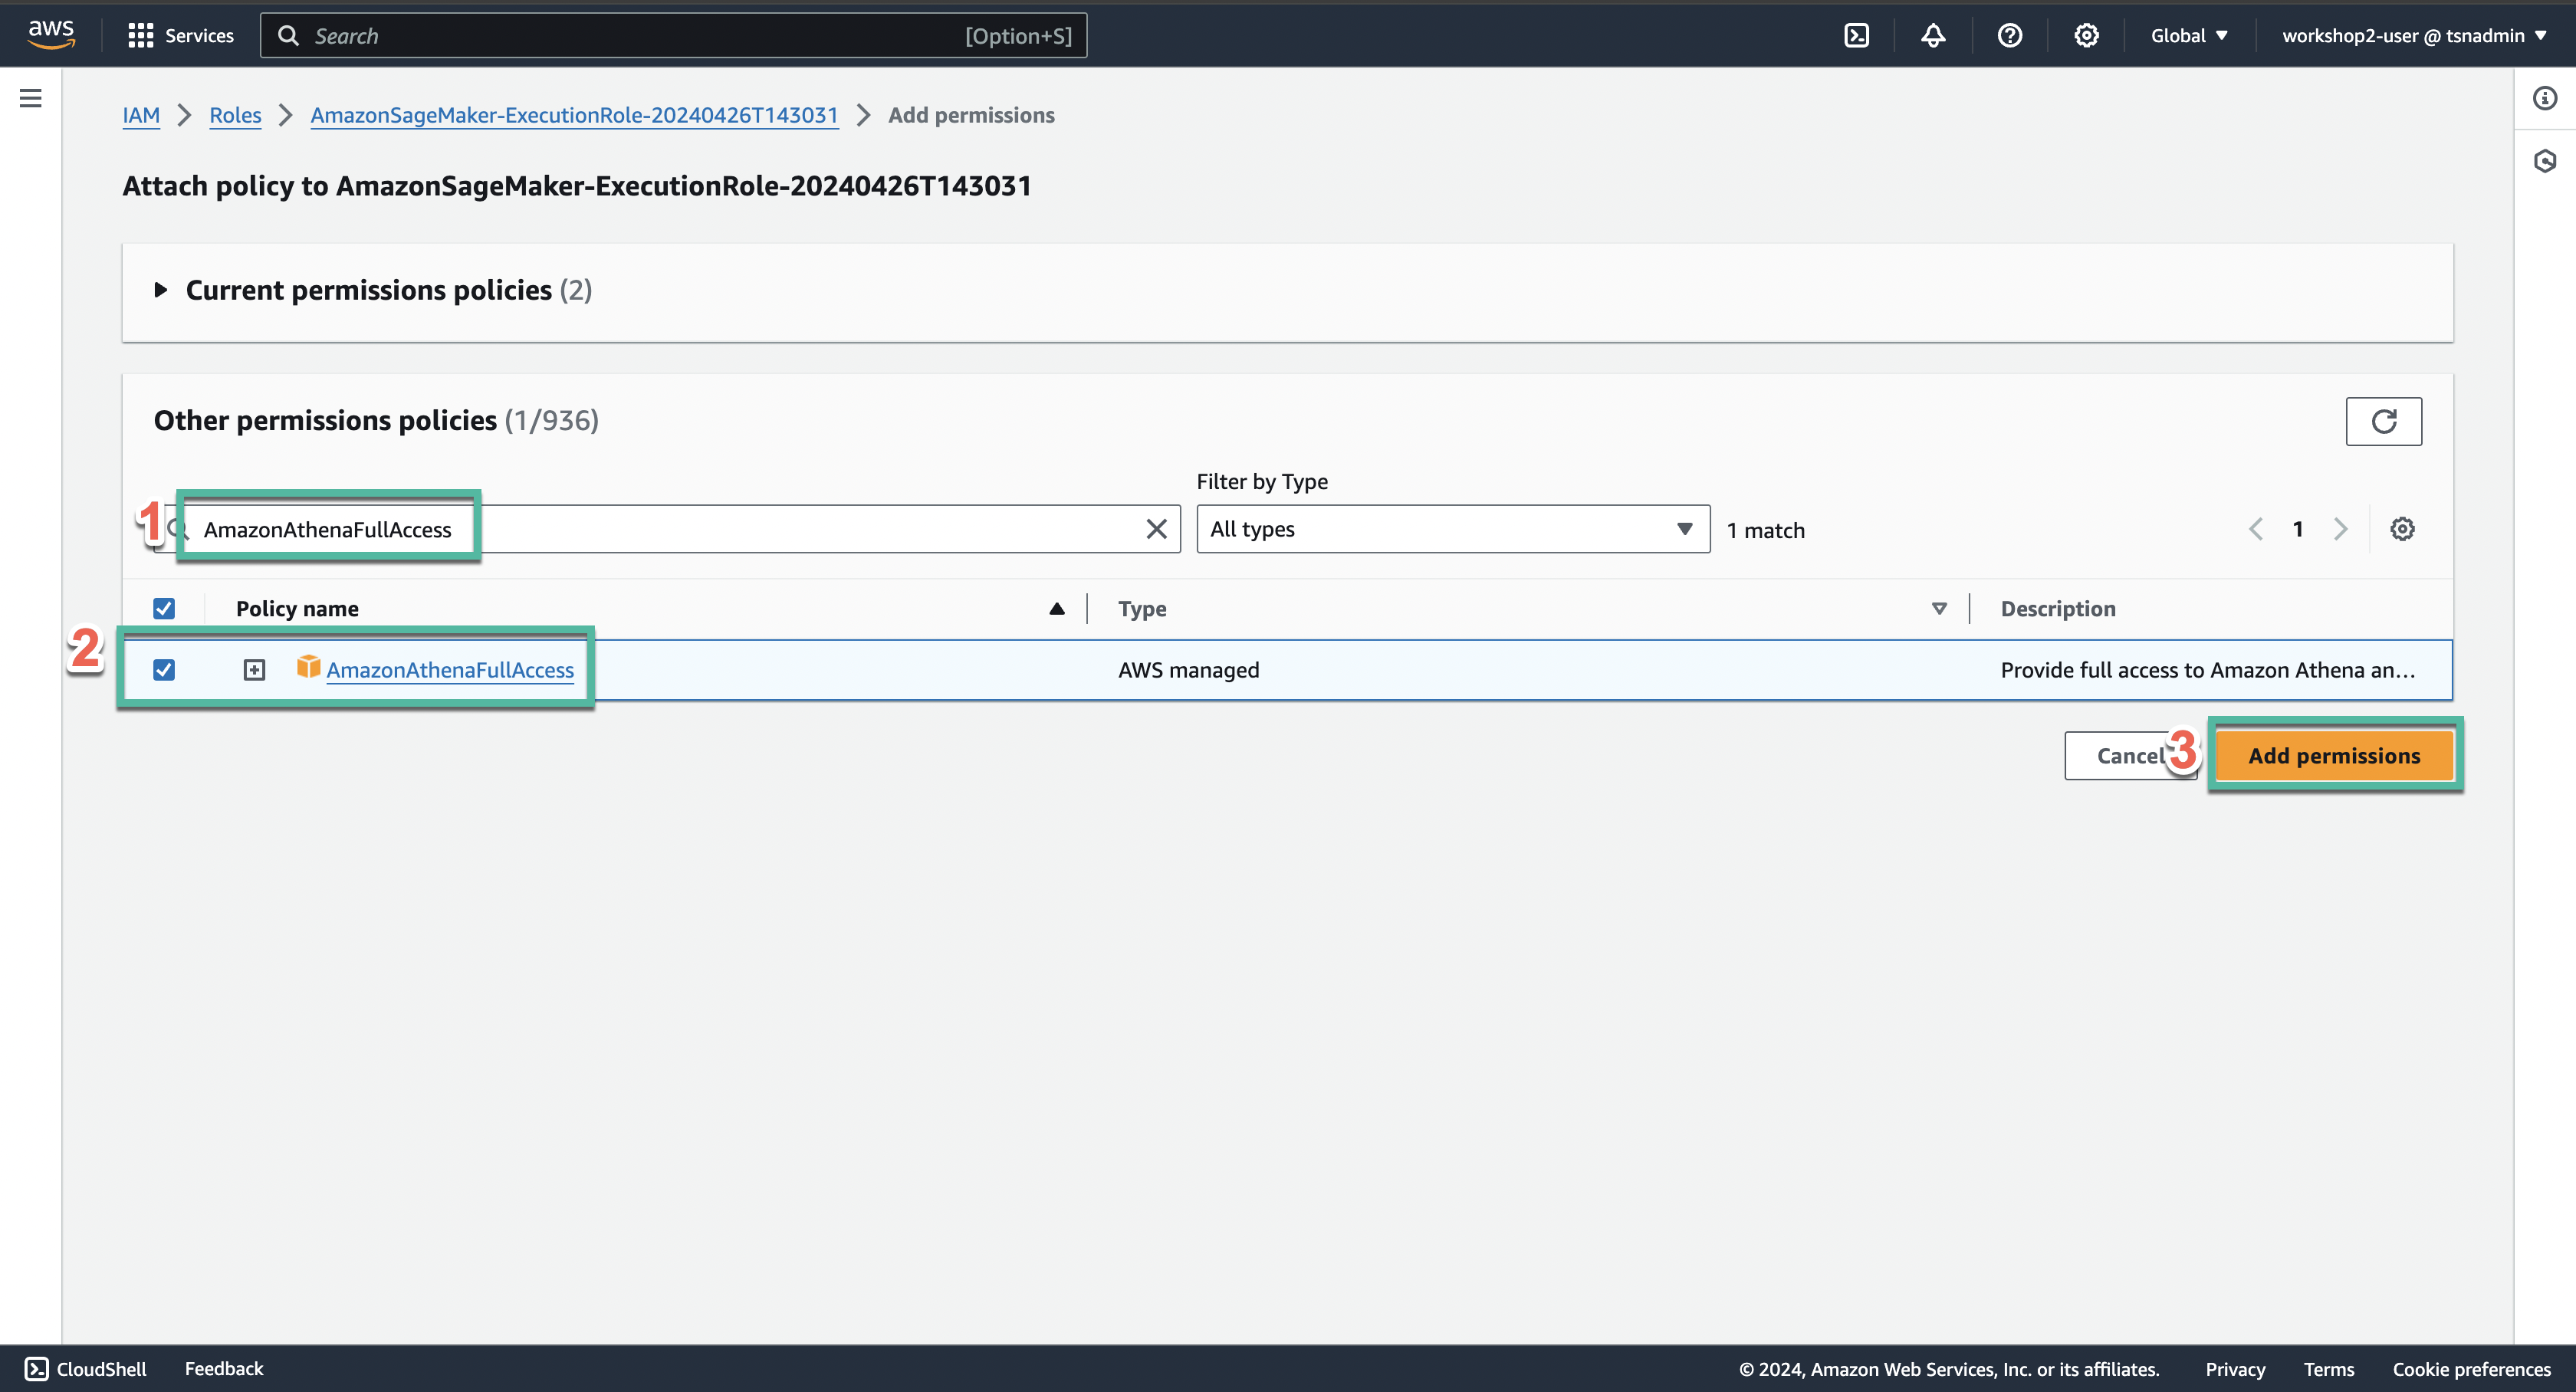 aws Services Search [Option+S] Global workshop2-user @ tsnadmin
IAM Roles AmazonSageMaker-ExecutionRole-20240426T143031 Add permissions
Attach policy to AmazonSageMaker-ExecutionRole-20240426T143031
Current permissions policies (2)
Other permissions policies (1/936)
Filter by Type
1 AmazonAthenaFullAccess All types 1 match 1
Policy name Type Description
2 AmazonAthenaFullAccess AWS managed Provide full access to Amazon Athena an...
Cancel 3 Add permissions
CloudShell Feedback © 2024, Amazon Web Services, Inc. or its affiliates. Privacy Terms Cookie preferences